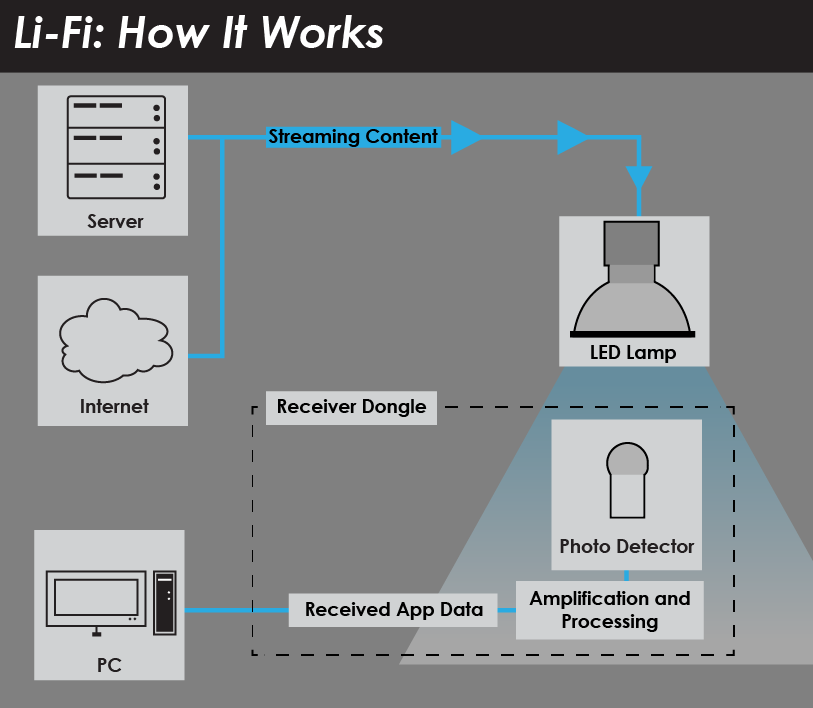 Li-Fi: How It Works
Streaming Content
Server
LED Lamp
Internet
Receiver Dongle
Photo Detector
Amplification and
Processing
Received App Data
PC